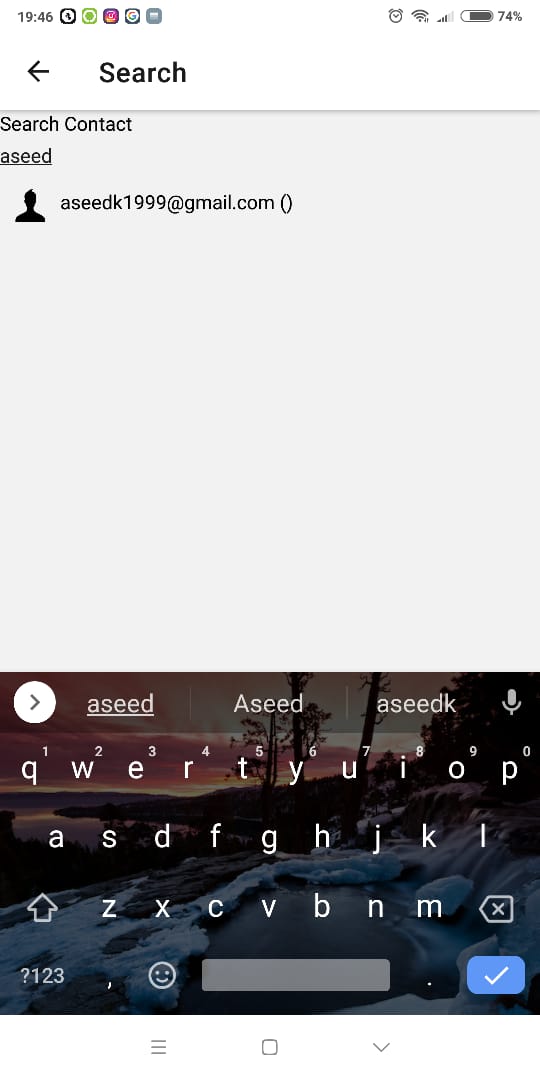 19:46 74%
Search
Search Contact
aseed
aseedk1999@gmail.com ()
aseed Aseed aseedk
1 2 3 4 5 6 7 8 9 0
q w e r t y u i o p
a s d f g h j k l
z x c v b n m
?123 , .